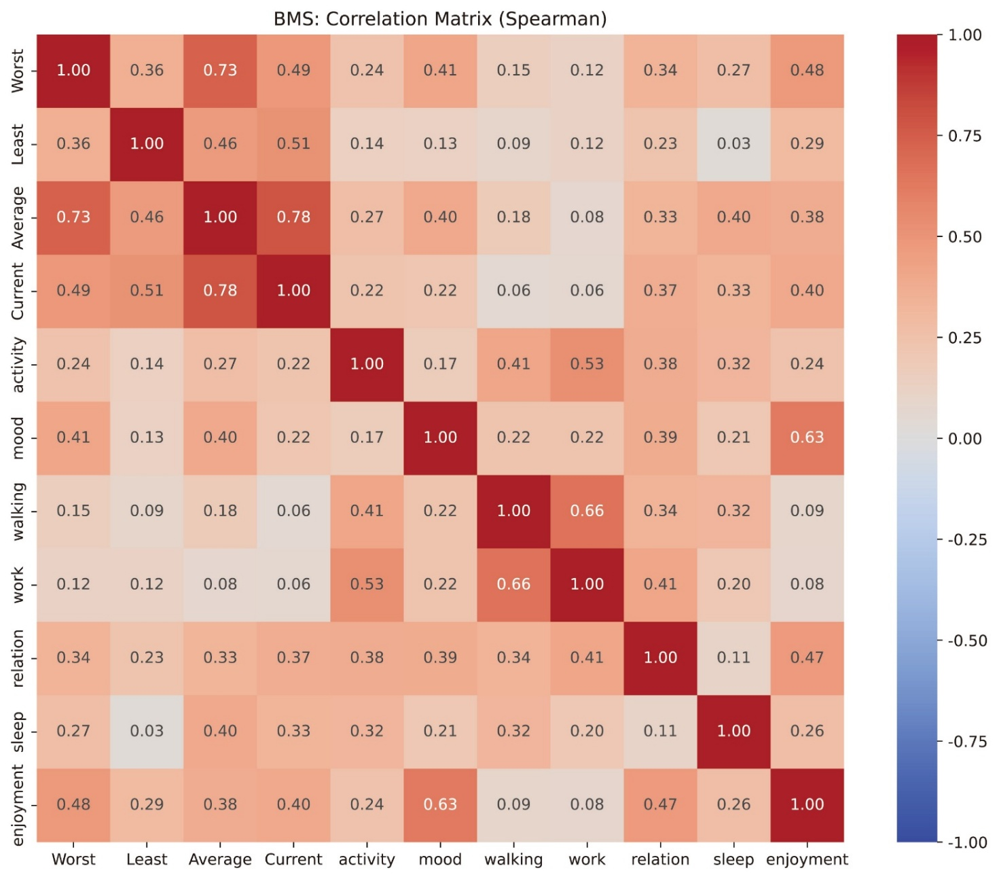 BMS: Correlation Matrix (Spearman)
Worst 1.00 0.36 0.73 0.49 0.24 0.41 0.15 0.12 0.34 0.27 0.48
Least 0.36 1.00 0.46 0.51 0.14 0.13 0.09 0.12 0.23 0.03 0.29
Average 0.73 0.46 1.00 0.78 0.27 0.40 0.18 0.08 0.33 0.40 0.38
Current 0.49 0.51 0.78 1.00 0.22 0.22 0.06 0.06 0.37 0.33 0.40
activity 0.24 0.14 0.27 0.22 1.00 0.17 0.41 0.53 0.38 0.32 0.24
mood 0.41 0.13 0.40 0.22 0.17 1.00 0.22 0.22 0.39 0.21 0.63
walking 0.15 0.09 0.18 0.06 0.41 0.22 1.00 0.66 0.34 0.32 0.09
work 0.12 0.12 0.08 0.06 0.53 0.22 0.66 1.00 0.41 0.20 0.08
relation 0.34 0.23 0.33 0.37 0.38 0.39 0.34 0.41 1.00 0.11 0.47
sleep 0.27 0.03 0.40 0.33 0.32 0.21 0.32 0.20 0.11 1.00 0.26
enjoyment 0.48 0.29 0.38 0.40 0.24 0.63 0.09 0.08 0.47 0.26 1.00
Worst Least Average Current activity mood walking work relation sleep enjoyment
1.00
0.75
0.50
0.25
0.00
-0.25
-0.50
-0.75
-1.00